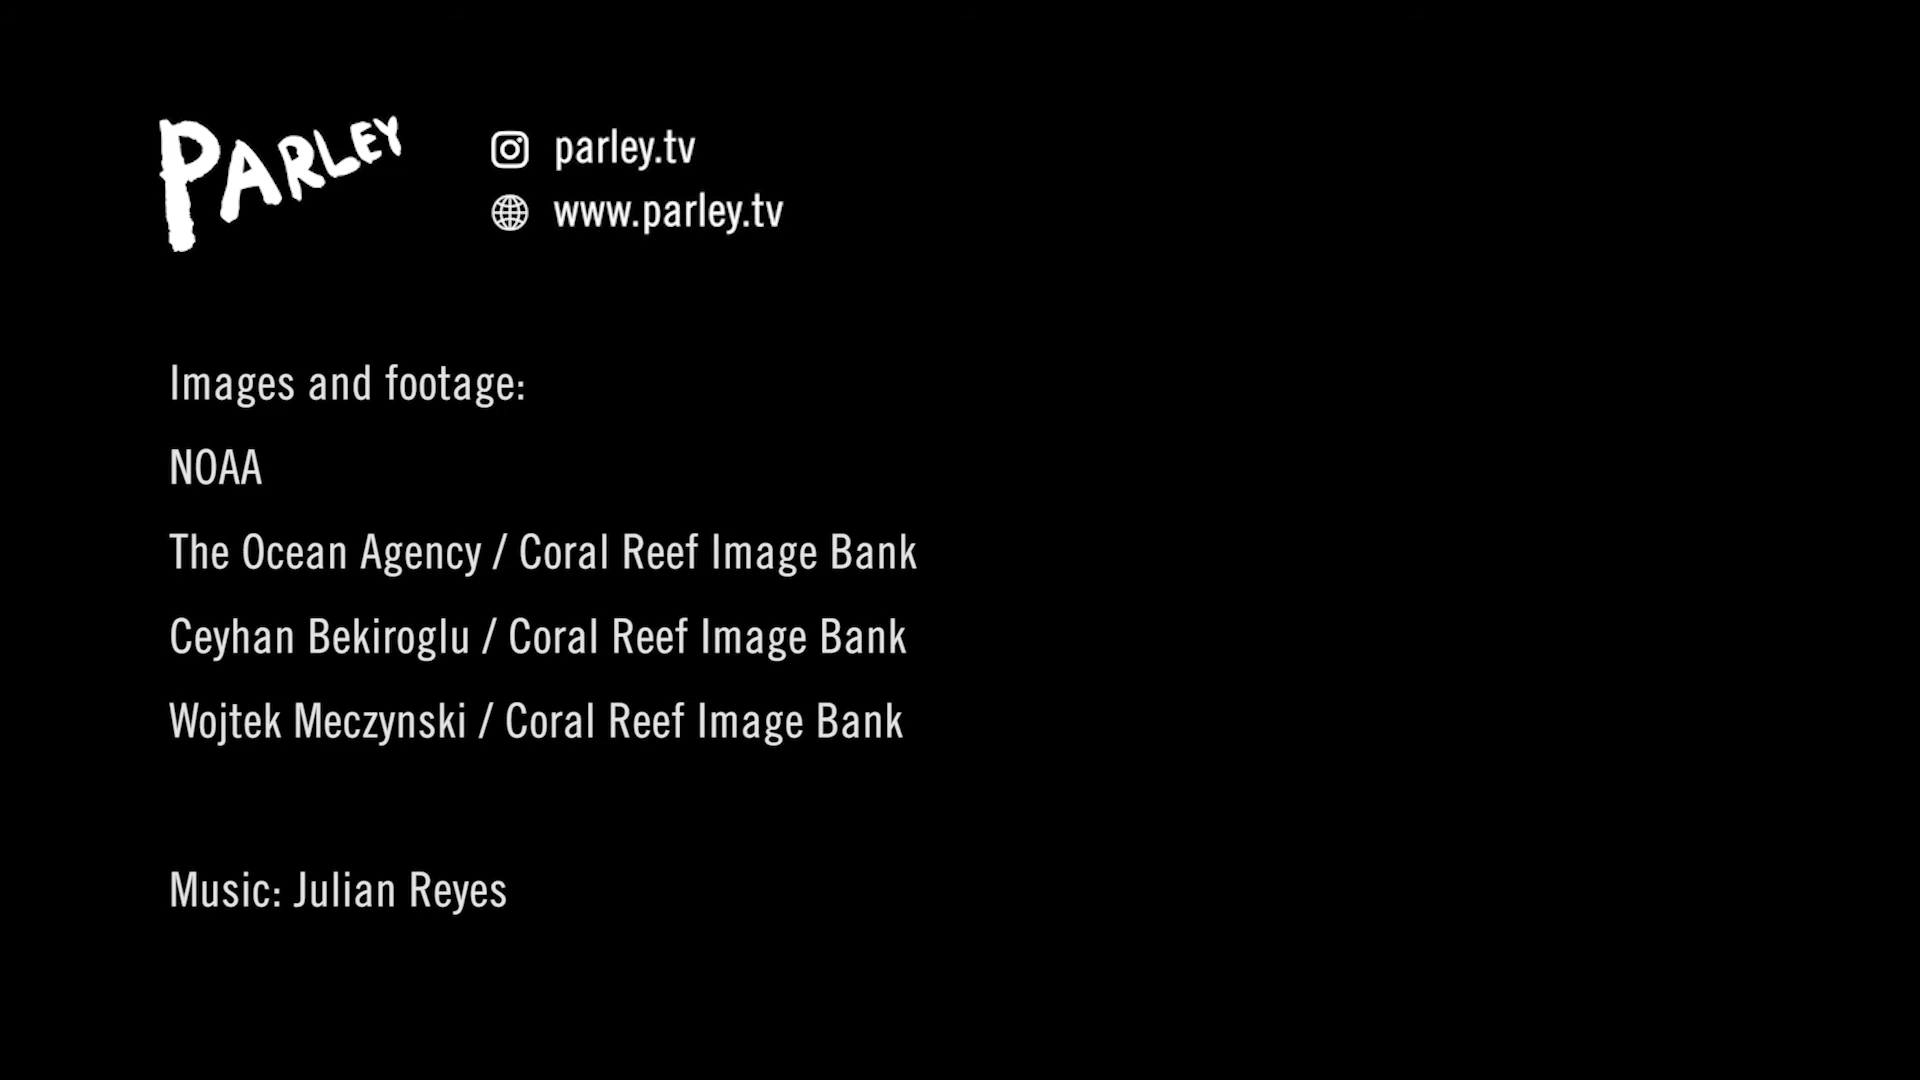 PARLEY
parley.tv
www.parley.tv
Images and footage:
NOAA
The Ocean Agency / Coral Reef Image Bank
Ceyhan Bekiroglu / Coral Reef Image Bank
Wojtek Meczynski / Coral Reef Image Bank
Music: Julian Reyes